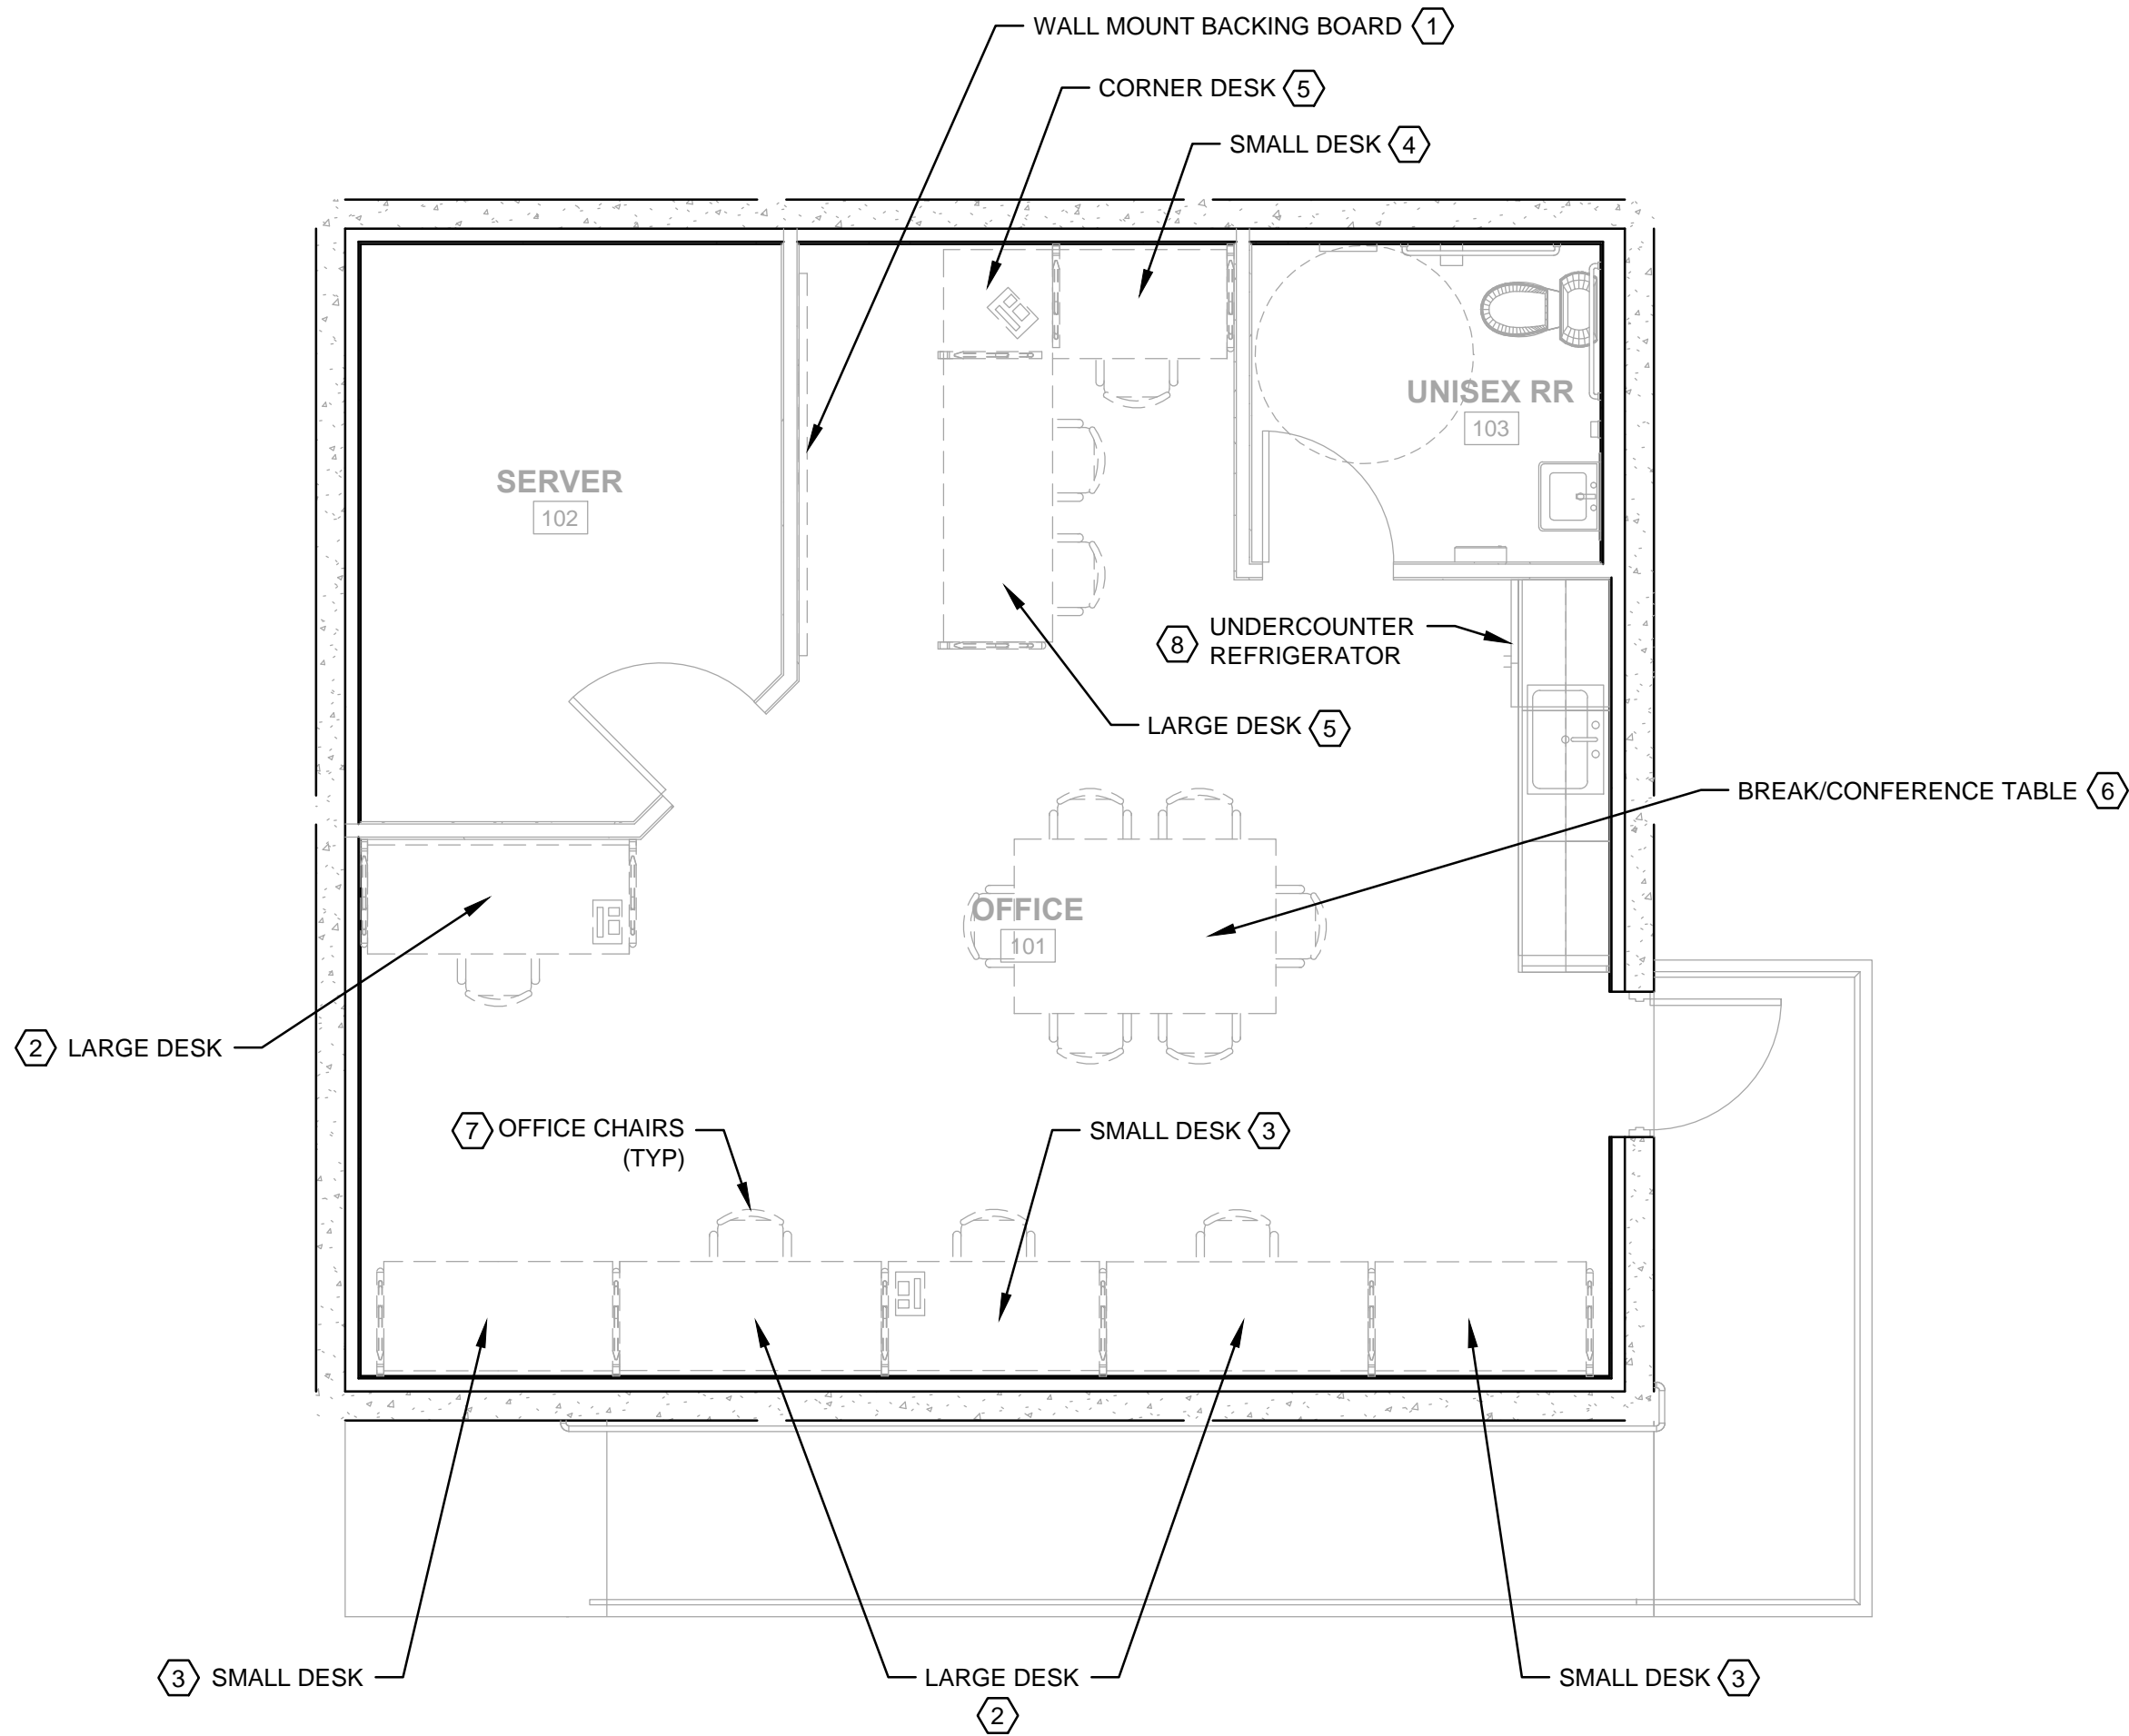 WALL MOUNT BACKING BOARD 1
CORNER DESK 5
SMALL DESK 4
UNISEX RR
103
SERVER
102
8 UNDERCOUNTER
REFRIGERATOR
LARGE DESK 5
BREAK/CONFERENCE TABLE 6
OFFICE
101
2 LARGE DESK
7 OFFICE CHAIRS
(TYP)
SMALL DESK 3
3 SMALL DESK
LARGE DESK
2
SMALL DESK 3